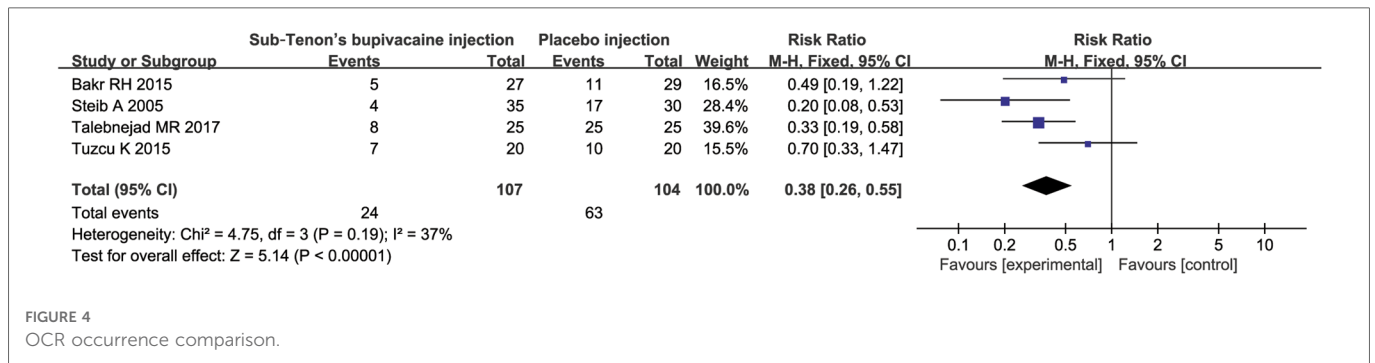 Sub-Tenon's bupivacaine injection Placebo injection Risk Ratio Risk Ratio
Study or Subgroup Events Total Events Total Weight M-H, Fixed, 95% CI M-H, Fixed, 95% CI
Bakr RH 2015 5 27 11 29 16.5% 0.49 [0.19, 1.22]
Steib A 2005 4 35 17 30 28.4% 0.20 [0.08, 0.53]
Talebnejad MR 2017 8 25 25 25 39.6% 0.33 [0.19, 0.58]
Tuzcu K 2015 7 20 10 20 15.5% 0.70 [0.33, 1.47]
Total (95% CI) 107 104 100.0% 0.38 [0.26, 0.55]
Total events 24 63
Heterogeneity: Chi² = 4.75, df = 3 (P = 0.19); I² = 37%
Test for overall effect: Z = 5.14 (P < 0.00001)
0.1 0.2 0.5 1 2 5 10
Favours [experimental] Favours [control]
FIGURE 4
OCR occurrence comparison.